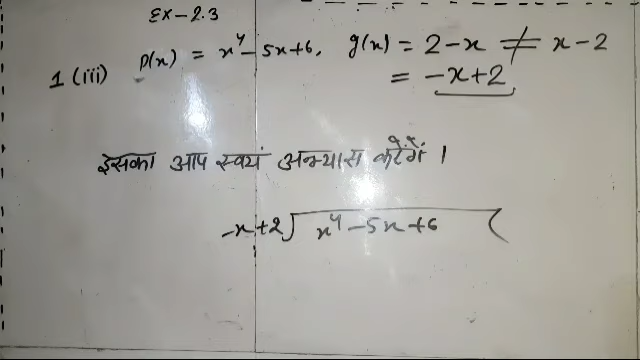 Ex-2.3
1 (iii) p(x) = x⁴ - 5x+6, g(x) = 2-x ≠ x-2
= -x+2
इसका आप स्वयं अभ्यास करेंगे ।
-x+2) x⁴-5x+6 (